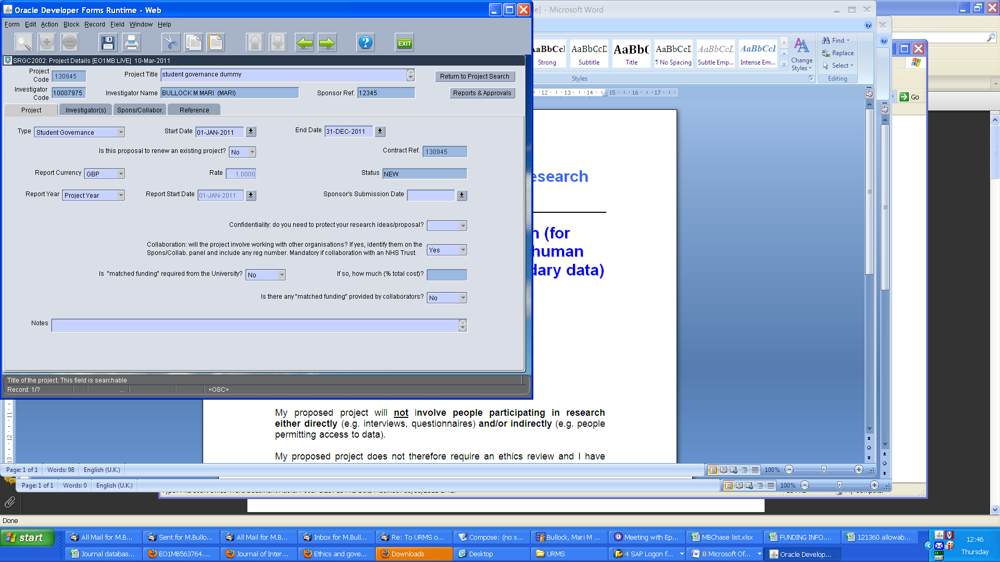 Oracle Developer Forms Runtime - Web
Form Edit Action Block Record Field Window Help
EXIT
SRGC2002: Project Details [EO1MB:LIVE] 10-Mar-2011
Project Code 130945 Project Title student governance dummy Return to Project Search
Investigator Code 10007975 Investigator Name BULLOCK M MARI (MARI) Sponsor Ref. 12345 Reports & Approvals
Project Investigator(s) Spons/Collabor. Reference
Type Student Governance Start Date 01-JAN-2011 End Date 31-DEC-2011
Is this proposal to renew an existing project? No Contract Ref. 130945
Report Currency GBP Rate 1.0000 Status NEW
Report Year Project Year Report Start Date 01-JAN-2011 Sponsor's Submission Date
Confidentiality: do you need to protect your research ideas/proposal?
Collaboration: will the project involve working with other organisations? If yes, identify them on the
Spons/Collab. panel and include any reg number. Mandatory if collaboration with an NHS Trust. Yes
Is "matched funding" required from the University? No If so, how much (% total cost)?
Is there any "matched funding" provided by collaborators? No
Notes
Title of the project. This field is searchable
Record: 1/? ... <OSC>
e] - Microsoft Word
AaBbCcI AaBbCcD AaBbC AaBbCcI AaBbCcL AaBbCcI
Strong Subtitle Title ¶ No Spacing Subtle Emp... Intense Em...
Change Styles
Find
Replace
Select
Styles Editing
12 13 14 15 16 17
Go
esearch
n (for
human
dary data)
My proposed project will not involve people participating in research
either directly (e.g. interviews, questionnaires) and/or indirectly (e.g. people
permitting access to data).
My proposed project does not therefore require an ethics review and I have
11 12 13
Page: 1 of 1 Words: 98 English (U.K.) 100%
Page: 1 of 1 Words: 0 English (U.K.) 100%
Done
start
All Mail for M.B... Sent for M.Bullo... All Mail for M.B... Inbox for M.Bull... Re: To URMS o... Compose: (no s... Bullock, Mari M ... Meeting with Ep... MBChase list.xlsx FUNDING INFO.... 121360 allowab...
Journal databas... EO1MB563764.... Journal of Inter... Ethics and gove... Downloads Desktop URMS 4 SAP Logon f... 8 Microsoft Of... Oracle Develop...
12:46
Thursday